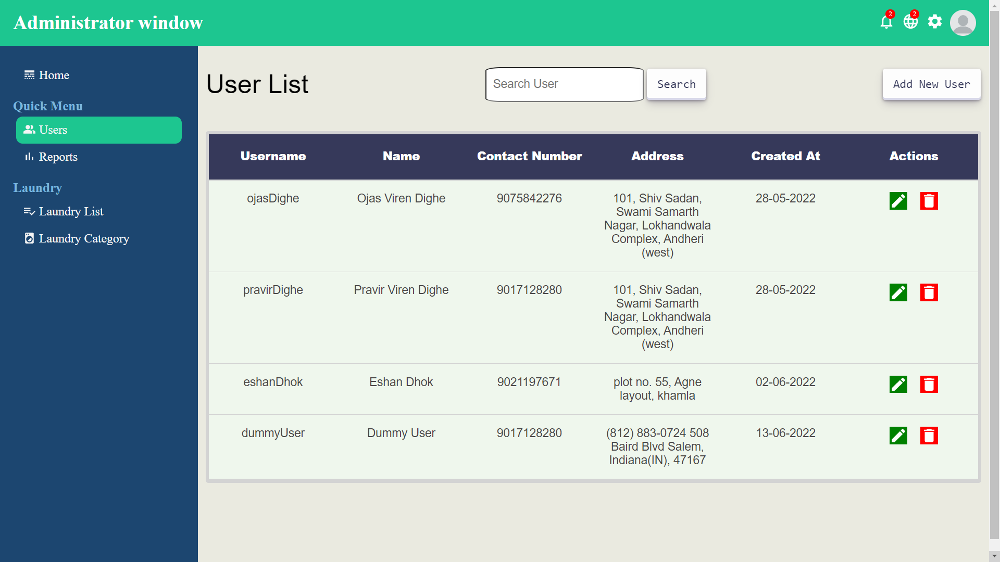 Administrator window
2
2
Home
Quick Menu
Users
Reports
Laundry
Laundry List
Laundry Category
User List
Search User
Search
Add New User
Username Name Contact Number Address Created At Actions
ojasDighe Ojas Viren Dighe 9075842276 101, Shiv Sadan, 28-05-2022
Swami Samarth
Nagar, Lokhandwala
Complex, Andheri
(west)
pravirDighe Pravir Viren Dighe 9017128280 101, Shiv Sadan, 28-05-2022
Swami Samarth
Nagar, Lokhandwala
Complex, Andheri
(west)
eshanDhok Eshan Dhok 9021197671 plot no. 55, Agne 02-06-2022
layout, khamla
dummyUser Dummy User 9017128280 (812) 883-0724 508 13-06-2022
Baird Blvd Salem,
Indiana(IN), 47167